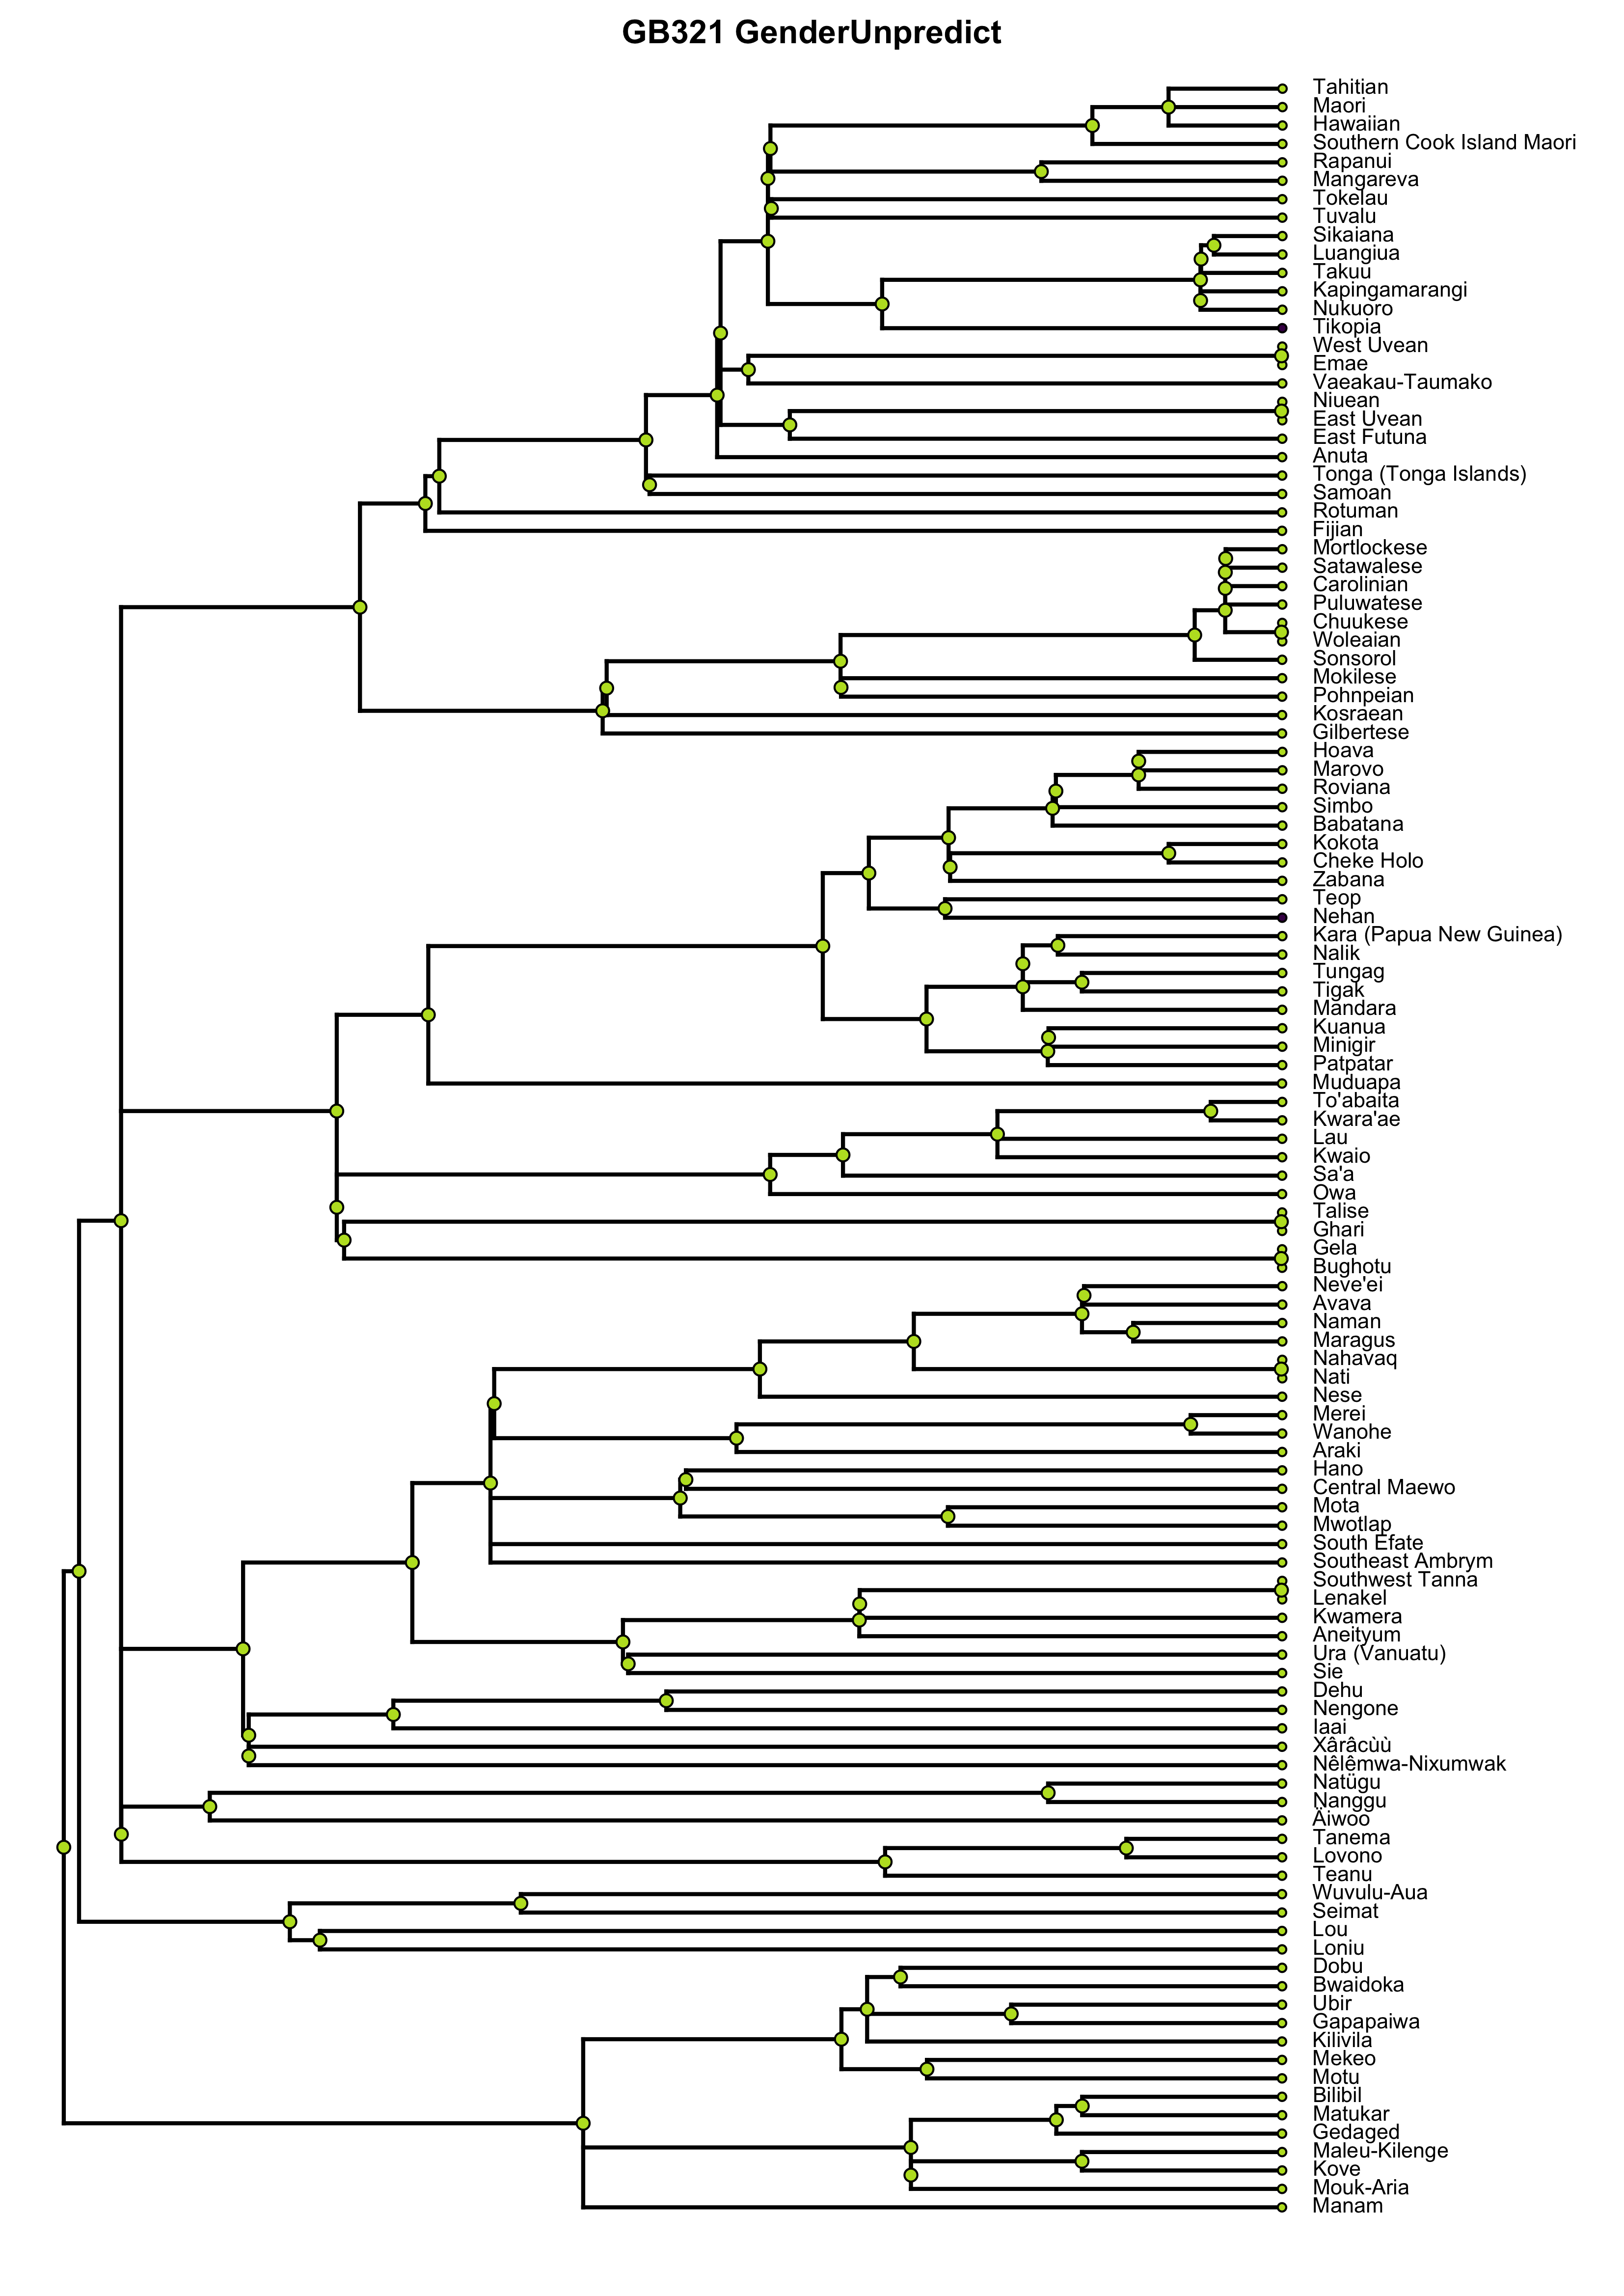 GB321 GenderUnpredict
Tahitian
Maori
Hawaiian
Southern Cook Island Maori
Rapanui
Mangareva
Tokelau
Tuvalu
Sikaiana
Luangiua
Takuu
Kapingamarangi
Nukuoro
Tikopia
West Uvean
Emae
Vaeakau-Taumako
Niuean
East Uvean
East Futuna
Anuta
Tonga (Tonga Islands)
Samoan
Rotuman
Fijian
Mortlockese
Satawalese
Carolinian
Puluwatese
Chuukese
Woleaian
Sonsorol
Mokilese
Pohnpeian
Kosraean
Gilbertese
Hoava
Marovo
Roviana
Simbo
Babatana
Kokota
Cheke Holo
Zabana
Teop
Nehan
Kara (Papua New Guinea)
Nalik
Tungag
Tigak
Mandara
Kuanua
Minigir
Patpatar
Muduapa
To'abaita
Kwara'ae
Lau
Kwaio
Sa'a
Owa
Talise
Ghari
Gela
Bughotu
Neve'ei
Avava
Naman
Maragus
Nahavaq
Nati
Nese
Merei
Wanohe
Araki
Hano
Central Maewo
Mota
Mwotlap
South Efate
Southeast Ambrym
Southwest Tanna
Lenakel
Kwamera
Aneityum
Ura (Vanuatu)
Sie
Dehu
Nengone
Iaai
Xârâcùù
Nêlêmwa-Nixumwak
Natügu
Nanggu
Äiwoo
Tanema
Lovono
Teanu
Wuvulu-Aua
Seimat
Lou
Loniu
Dobu
Bwaidoka
Ubir
Gapapaiwa
Kilivila
Mekeo
Motu
Bilibil
Matukar
Gedaged
Maleu-Kilenge
Kove
Mouk-Aria
Manam